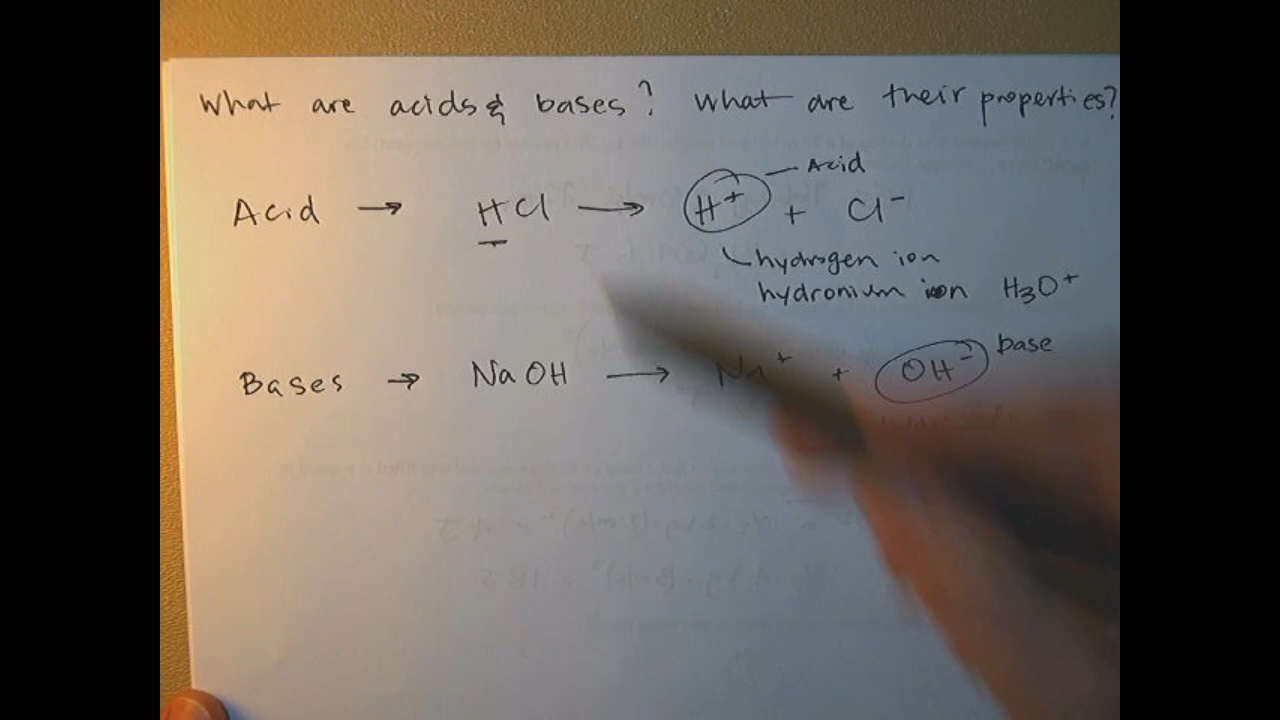 What are acids & bases? What are their properties?
Acid
Acid → HCl → H+ + Cl-
hydrogen ion
hydronium ion H3O+
base
Bases → NaOH → Na+ + OH-